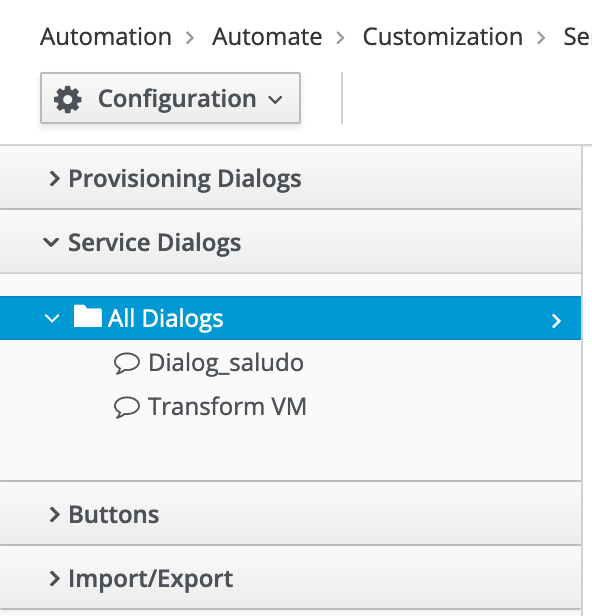 Automation > Automate > Customization > Se
Configuration
Provisioning Dialogs
Service Dialogs
All Dialogs
Dialog_saludo
Transform VM
Buttons
Import/Export